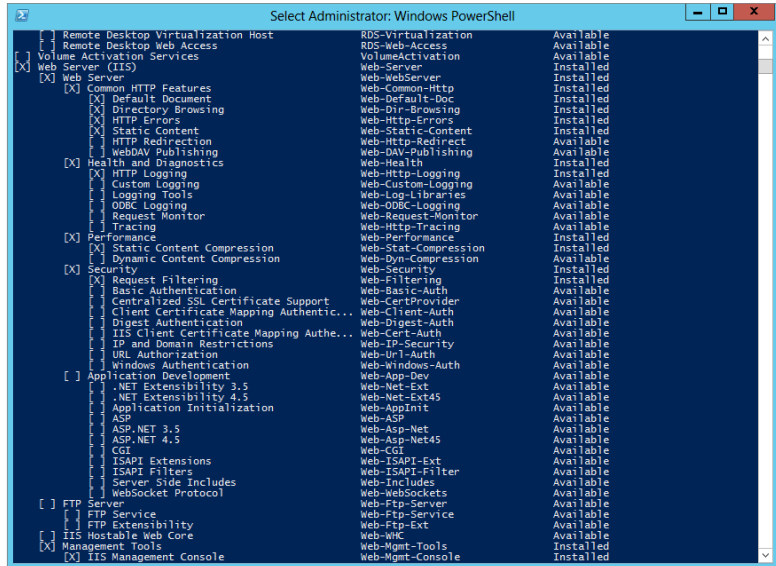 Select Administrator: Windows PowerShell
[ ] Remote Desktop Virtualization Host RDS-Virtualization Available
[ ] Remote Desktop Web Access RDS-Web-Access Available
[ ] Volume Activation Services VolumeActivation Available
[X] Web Server (IIS) Web-Server Installed
[X] Web Server Web-WebServer Installed
[X] Common HTTP Features Web-Common-Http Installed
[X] Default Document Web-Default-Doc Installed
[X] Directory Browsing Web-Dir-Browsing Installed
[X] HTTP Errors Web-Http-Errors Installed
[X] Static Content Web-Static-Content Installed
[ ] HTTP Redirection Web-Http-Redirect Available
[ ] WebDAV Publishing Web-DAV-Publishing Available
[X] Health and Diagnostics Web-Health Installed
[X] HTTP Logging Web-Http-Logging Installed
[ ] Custom Logging Web-Custom-Logging Available
[ ] Logging Tools Web-Log-Libraries Available
[ ] ODBC Logging Web-ODBC-Logging Available
[ ] Request Monitor Web-Request-Monitor Available
[ ] Tracing Web-Http-Tracing Available
[X] Performance Web-Performance Installed
[X] Static Content Compression Web-Stat-Compression Installed
[ ] Dynamic Content Compression Web-Dyn-Compression Available
[X] Security Web-Security Installed
[X] Request Filtering Web-Filtering Installed
[ ] Basic Authentication Web-Basic-Auth Available
[ ] Centralized SSL Certificate Support Web-CertProvider Available
[ ] Client Certificate Mapping Authentic... Web-Client-Auth Available
[ ] Digest Authentication Web-Digest-Auth Available
[ ] IIS Client Certificate Mapping Authe... Web-Cert-Auth Available
[ ] IP and Domain Restrictions Web-IP-Security Available
[ ] URL Authorization Web-Url-Auth Available
[ ] Windows Authentication Web-Windows-Auth Available
[ ] Application Development Web-App-Dev Available
[ ] .NET Extensibility 3.5 Web-Net-Ext Available
[ ] .NET Extensibility 4.5 Web-Net-Ext45 Available
[ ] Application Initialization Web-AppInit Available
[ ] ASP Web-ASP Available
[ ] ASP.NET 3.5 Web-Asp-Net Available
[ ] ASP.NET 4.5 Web-Asp-Net45 Available
[ ] CGI Web-CGI Available
[ ] ISAPI Extensions Web-ISAPI-Ext Available
[ ] ISAPI Filters Web-ISAPI-Filter Available
[ ] Server Side Includes Web-Includes Available
[ ] WebSocket Protocol Web-WebSockets Available
[ ] FTP Server Web-Ftp-Server Available
[ ] FTP Service Web-Ftp-Service Available
[ ] FTP Extensibility Web-Ftp-Ext Available
[ ] IIS Hostable Web Core Web-WHC Available
[X] Management Tools Web-Mgmt-Tools Installed
[X] IIS Management Console Web-Mgmt-Console Installed